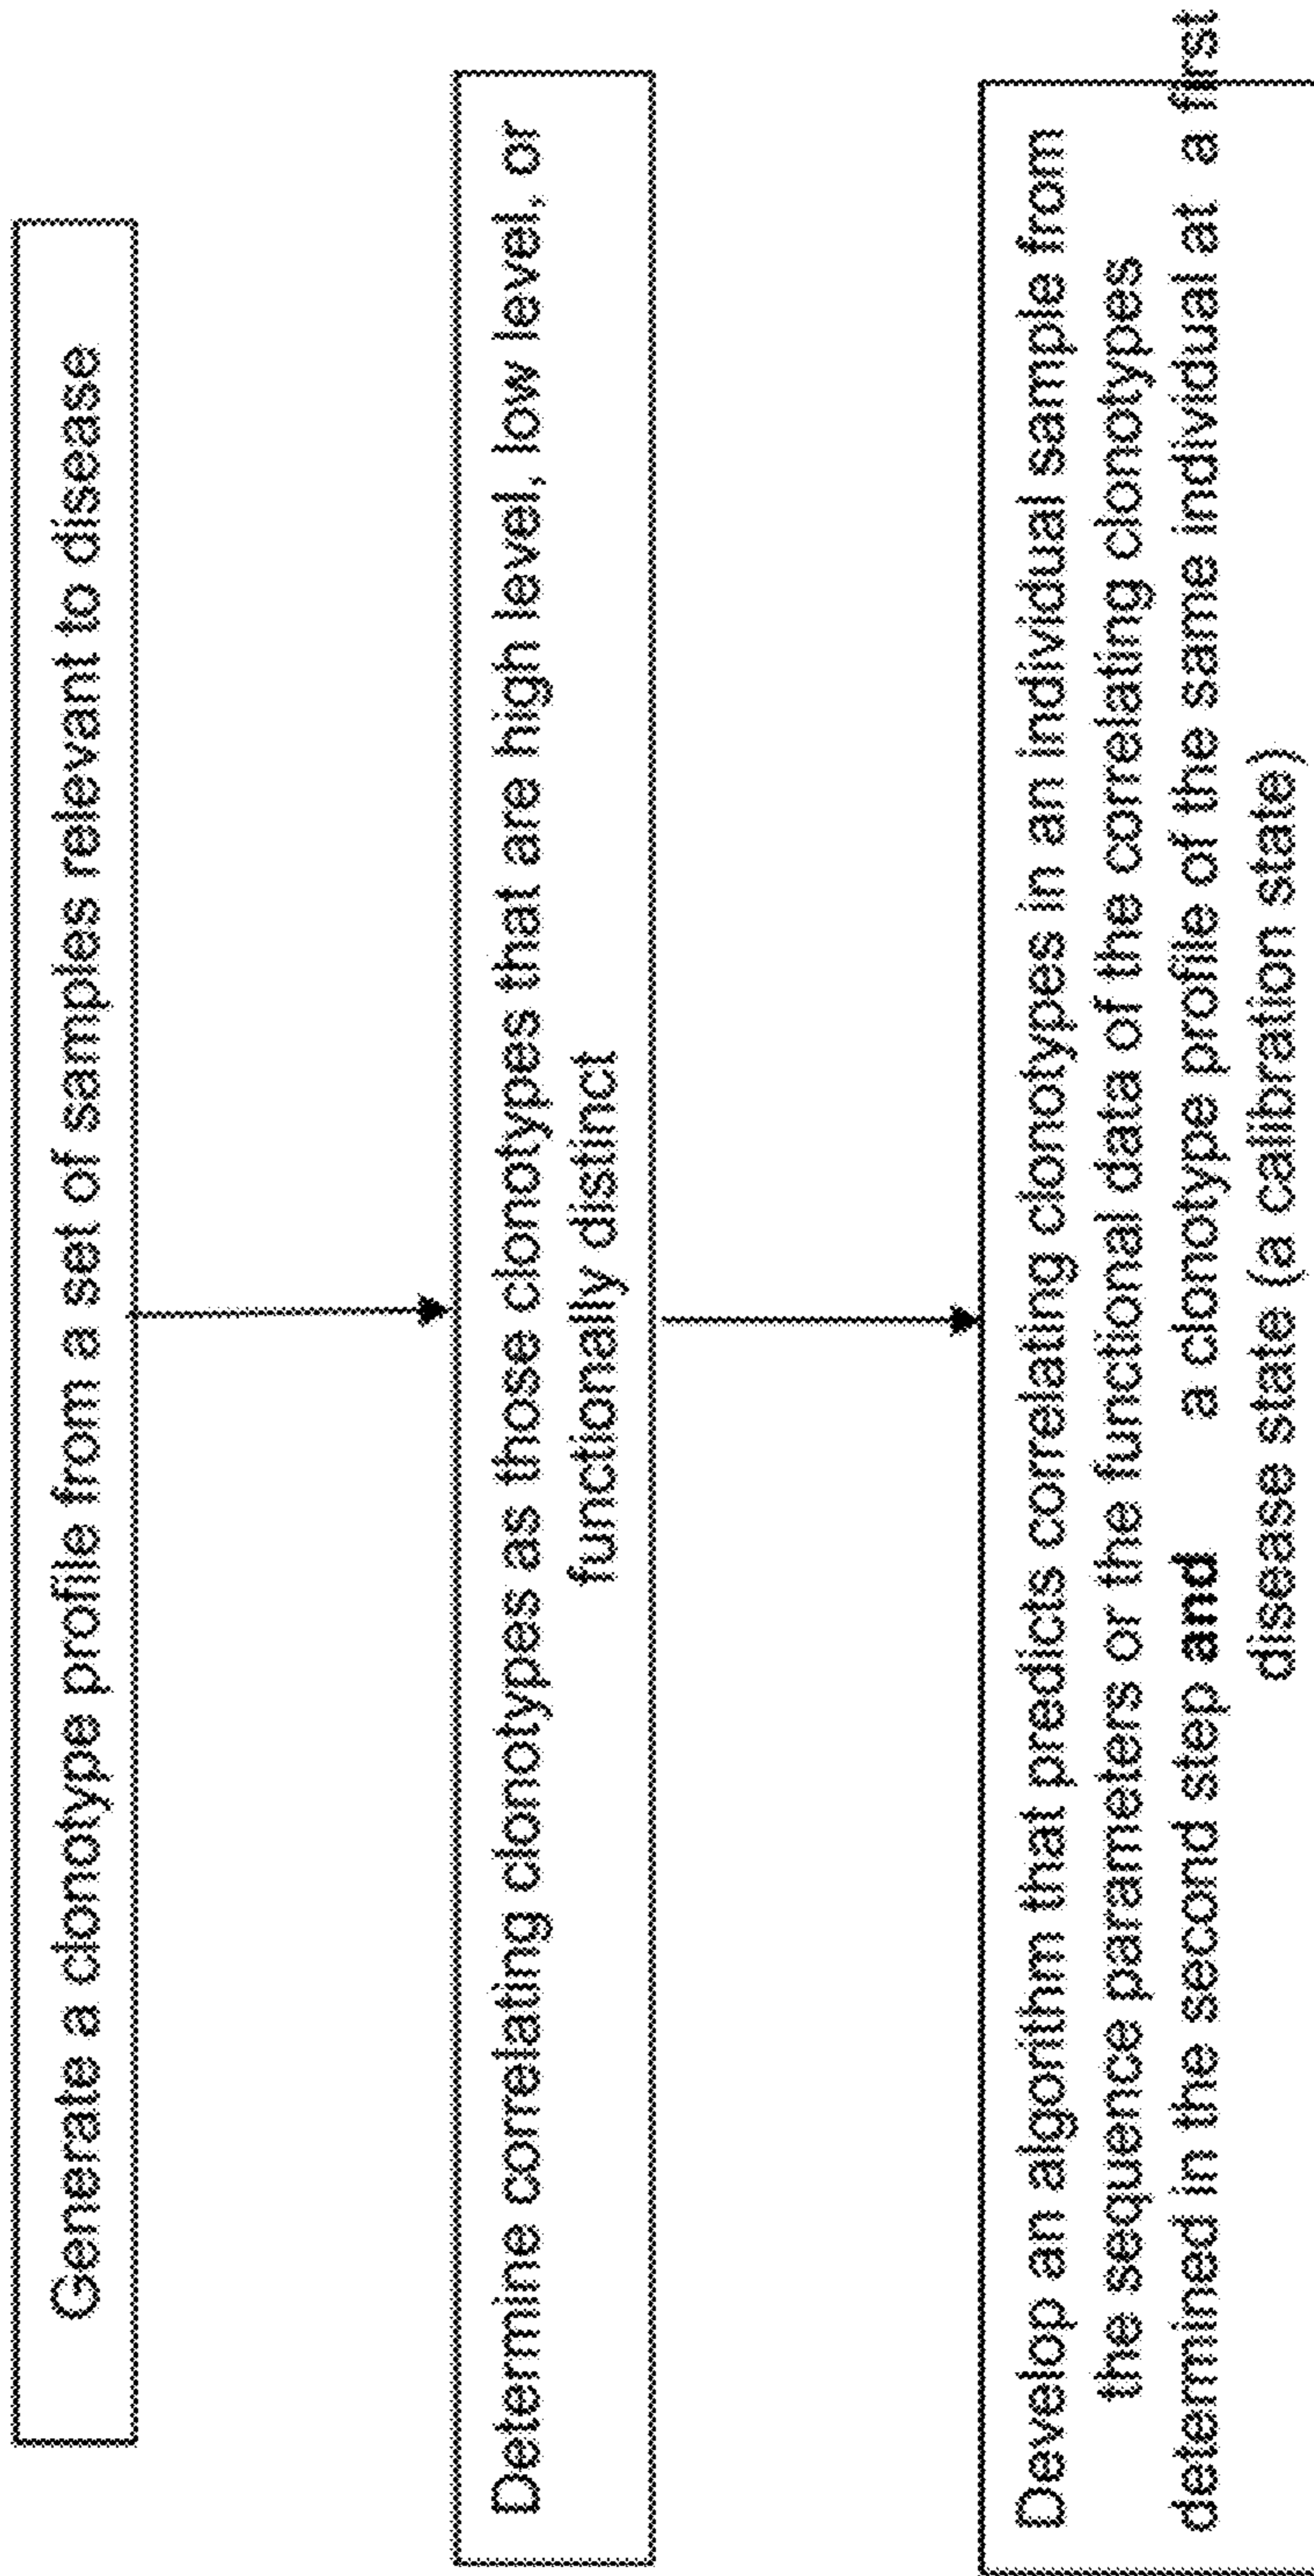 Generate a clonotype profile from a set of samples relevant to disease
Determine correlating clonotypes as those clonotypes that are high level, low level, or
functionally distinct
Develop an algorithm that predicts correlating clonotypes in an individual sample from
the sequence parameters or the functional data of the correlating clonotypes
determined in the second step and a clonotype profile of the same individual at a first
disease state (a callibration state)